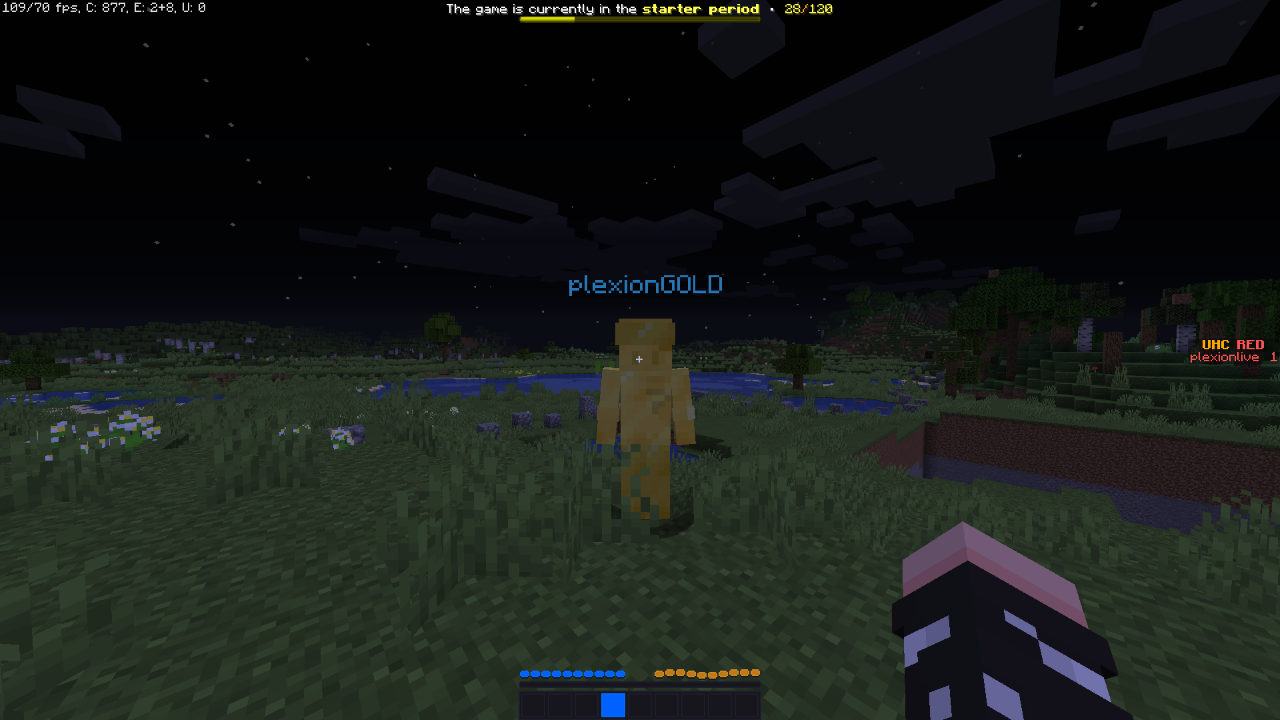 109/70 fps, C: 877, E: 2+8, U: 0
The game is currently in the starter period • 28/120
plexionGOLD
UHC RED
plexionlive 1